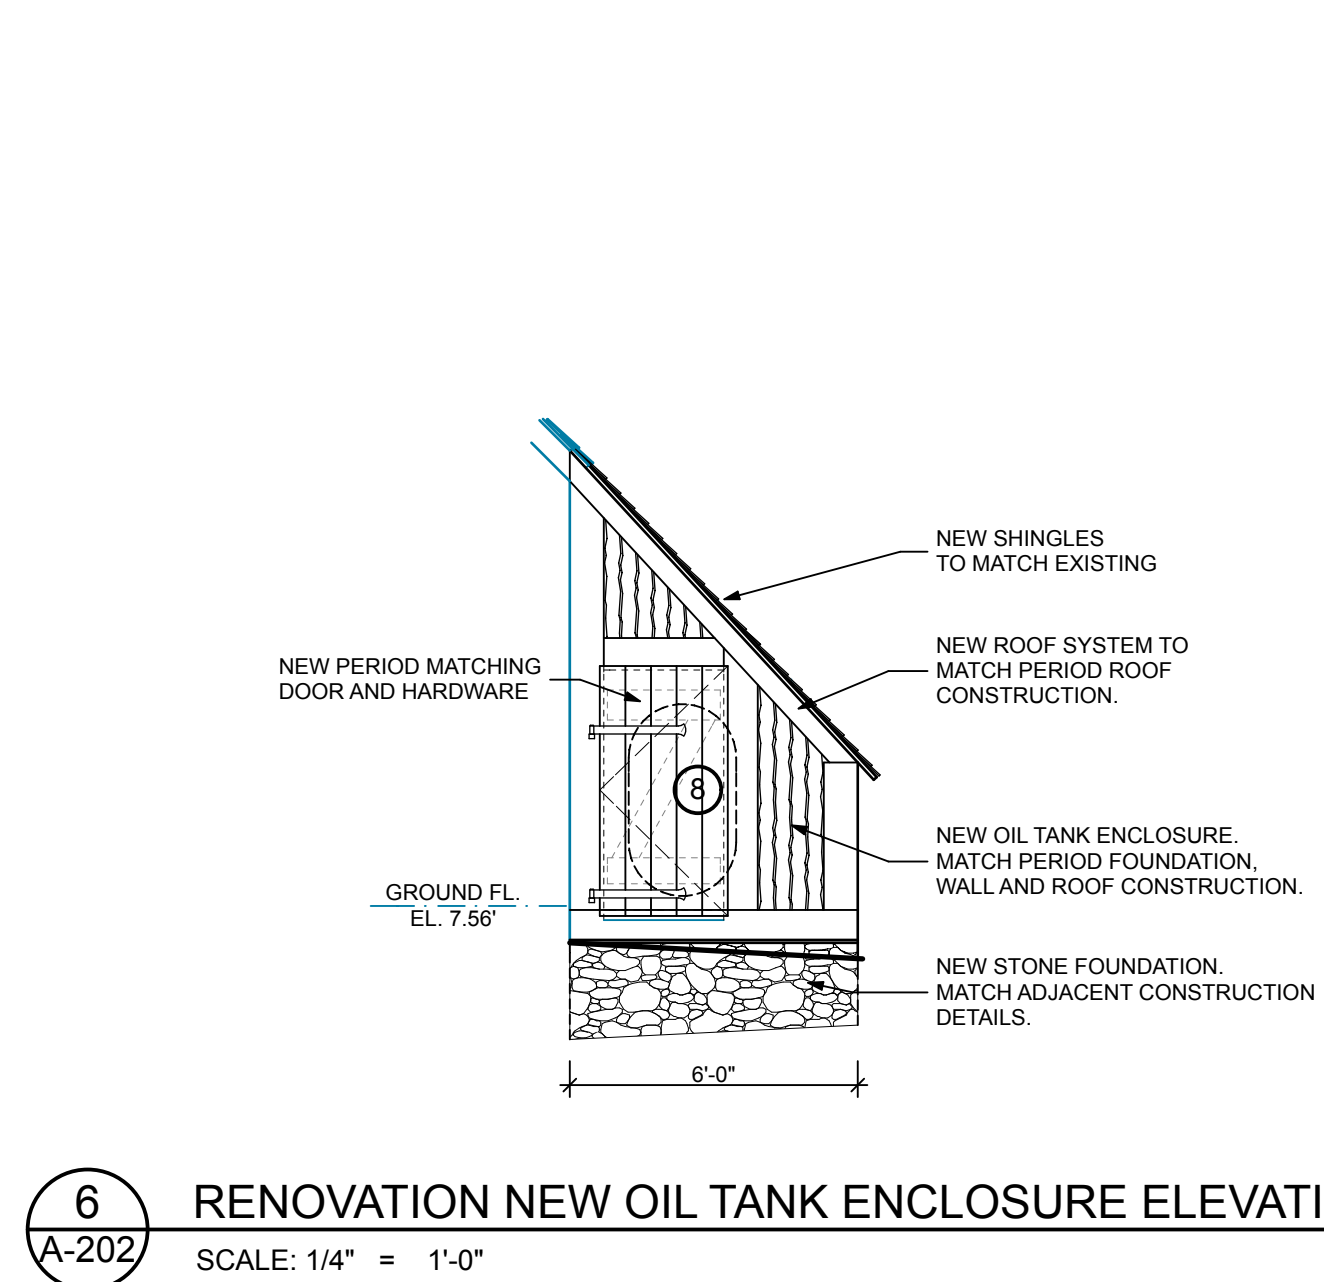 NEW SHINGLES
TO MATCH EXISTING
NEW ROOF SYSTEM TO
MATCH PERIOD ROOF
CONSTRUCTION.
NEW PERIOD MATCHING
DOOR AND HARDWARE
8
NEW OIL TANK ENCLOSURE.
MATCH PERIOD FOUNDATION,
WALL AND ROOF CONSTRUCTION.
GROUND FL.
EL. 7.56'
NEW STONE FOUNDATION.
MATCH ADJACENT CONSTRUCTION
DETAILS.
6'-0"
6
A-202
RENOVATION NEW OIL TANK ENCLOSURE ELEVATI
SCALE: 1/4" = 1'-0"